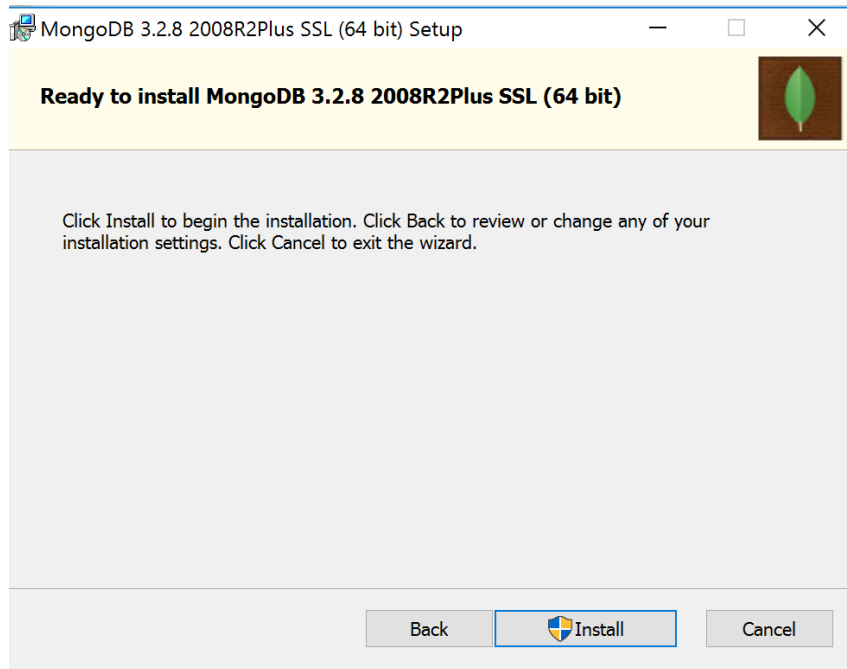 MongoDB 3.2.8 2008R2Plus SSL (64 bit) Setup
Ready to install MongoDB 3.2.8 2008R2Plus SSL (64 bit)
Click Install to begin the installation. Click Back to review or change any of your
installation settings. Click Cancel to exit the wizard.
Back Install Cancel